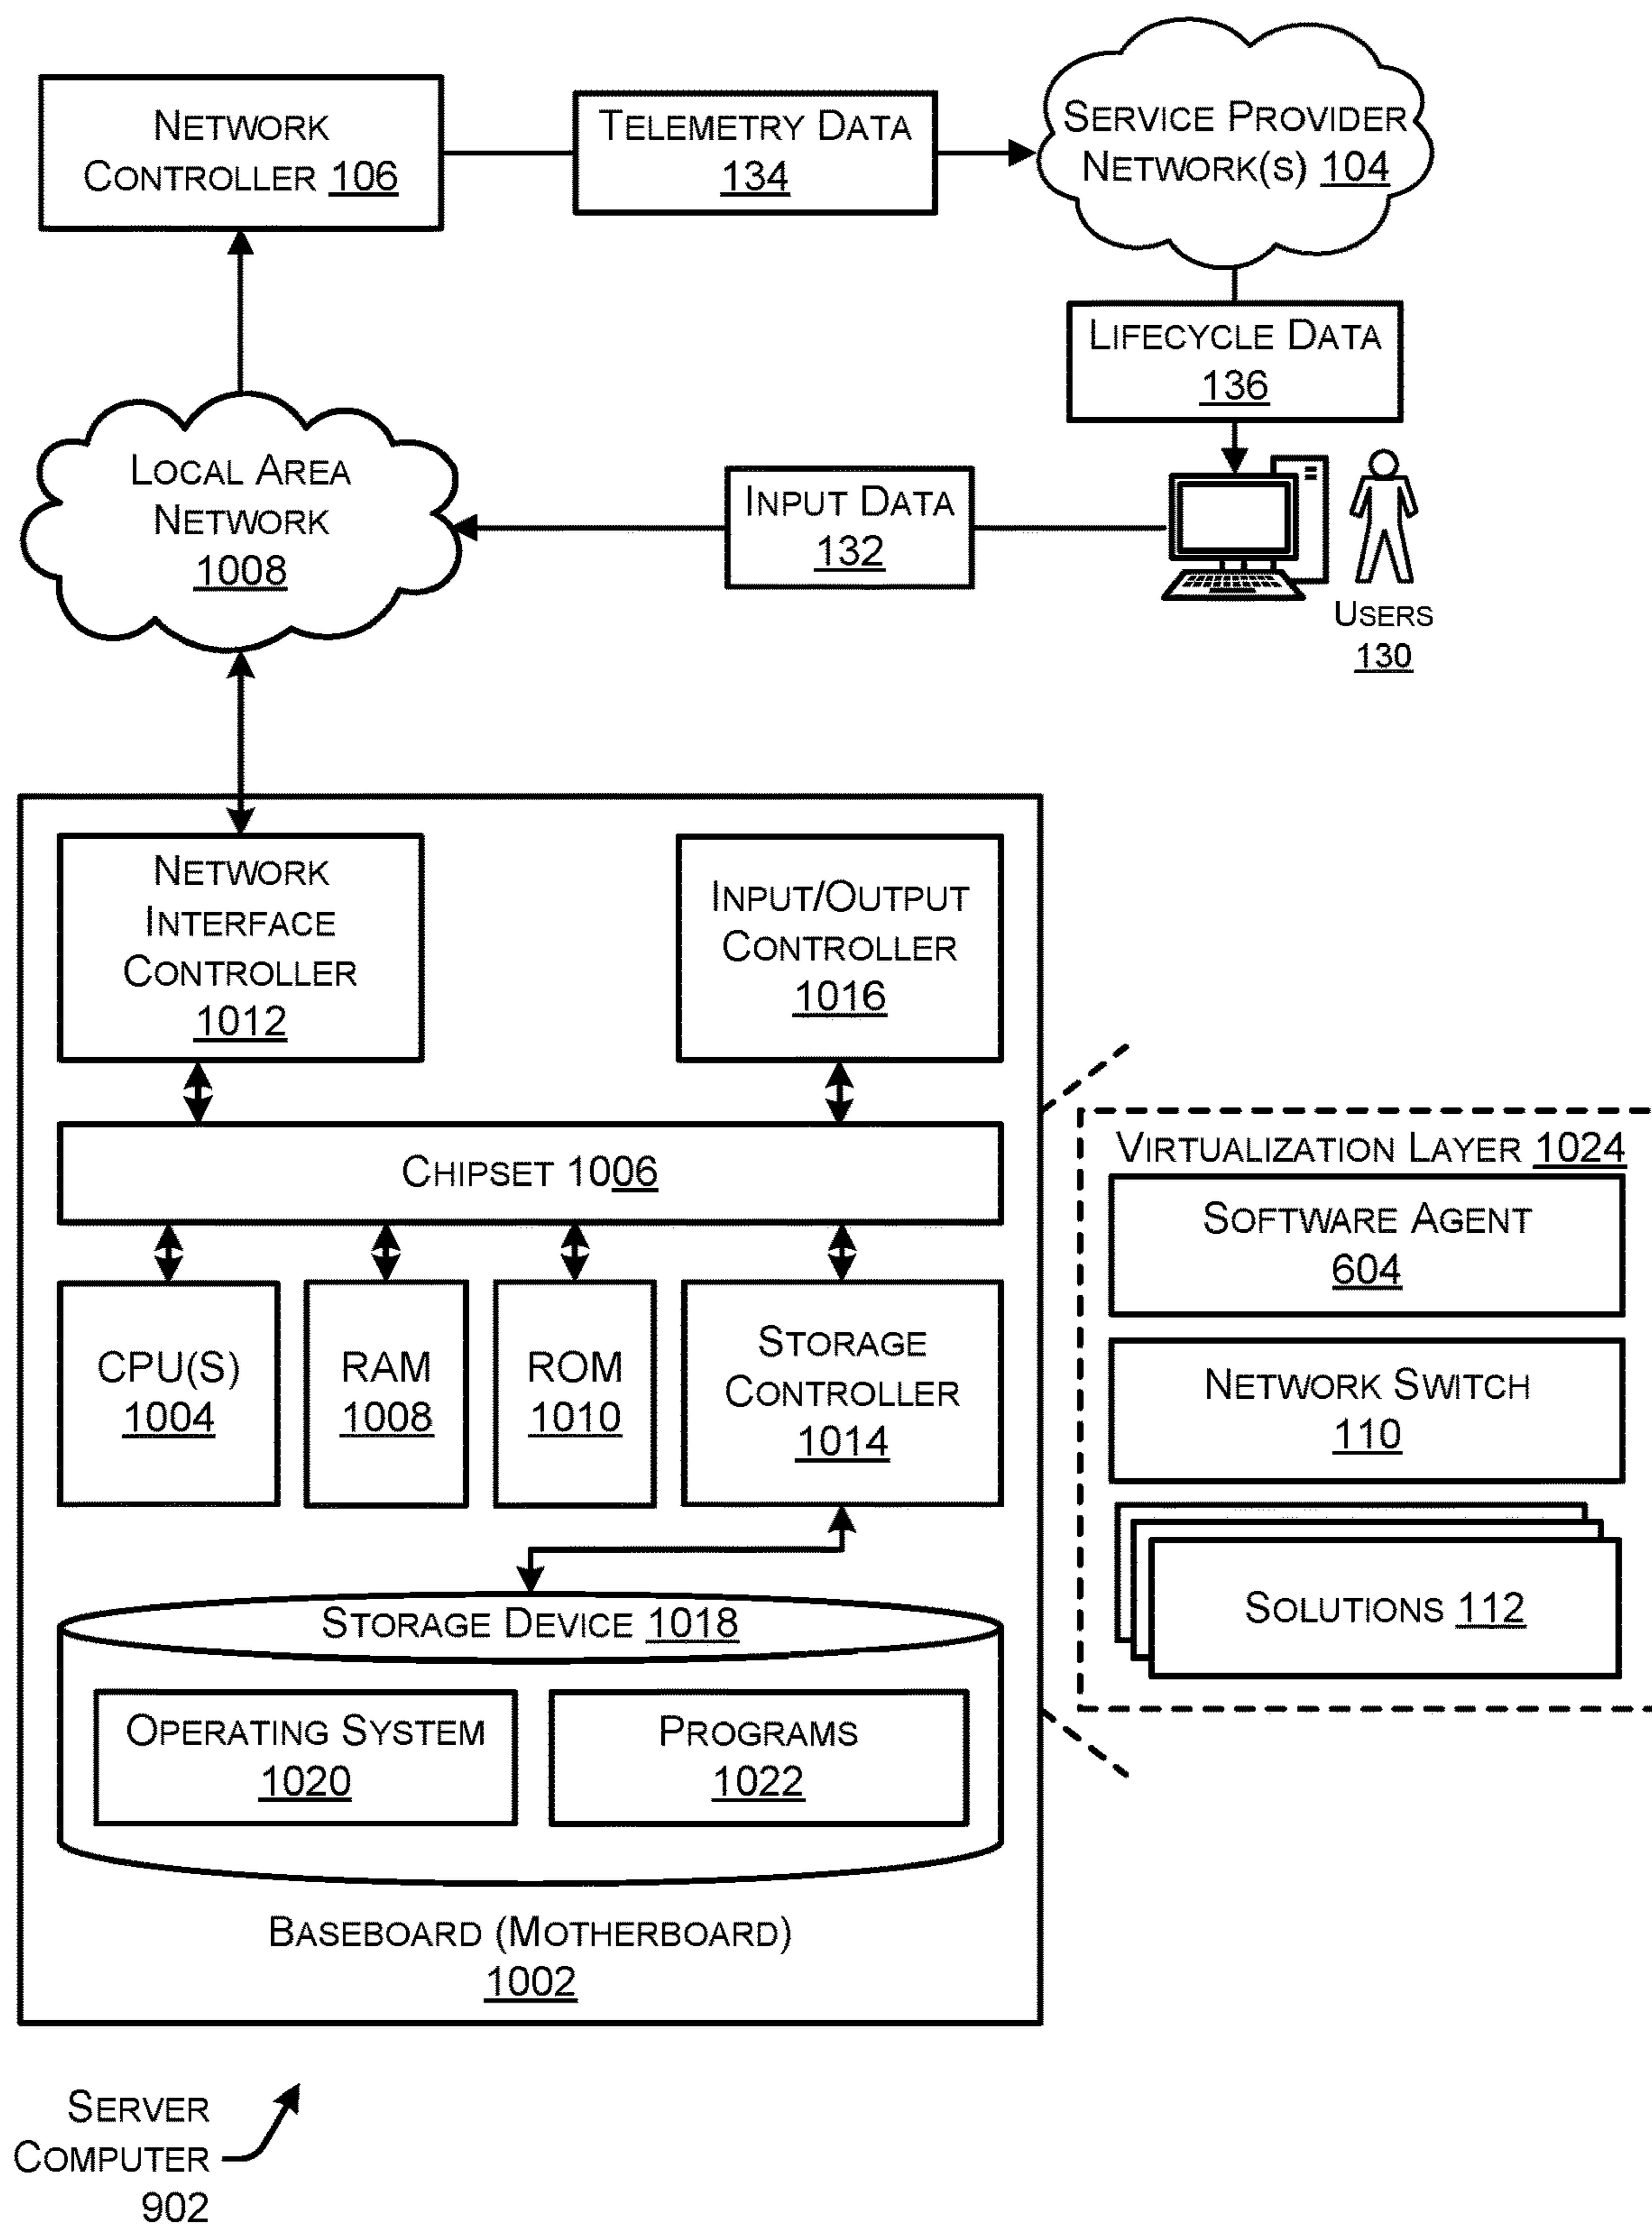 NETWORK
CONTROLLER 106
TELEMETRY DATA
134
SERVICE PROVIDER
NETWORK(S) 104
LIFECYCLE DATA
136
LOCAL AREA
NETWORK
1008
INPUT DATA
132
USERS
130
NETWORK
INTERFACE
CONTROLLER
1012
INPUT/OUTPUT
CONTROLLER
1016
CHIPSET 1006
CPU(S)
1004
RAM
1008
ROM
1010
STORAGE
CONTROLLER
1014
STORAGE DEVICE 1018
OPERATING SYSTEM
1020
PROGRAMS
1022
BASEBOARD (MOTHERBOARD)
1002
VIRTUALIZATION LAYER 1024
SOFTWARE AGENT
604
NETWORK SWITCH
110
SOLUTIONS 112
SERVER
COMPUTER
902